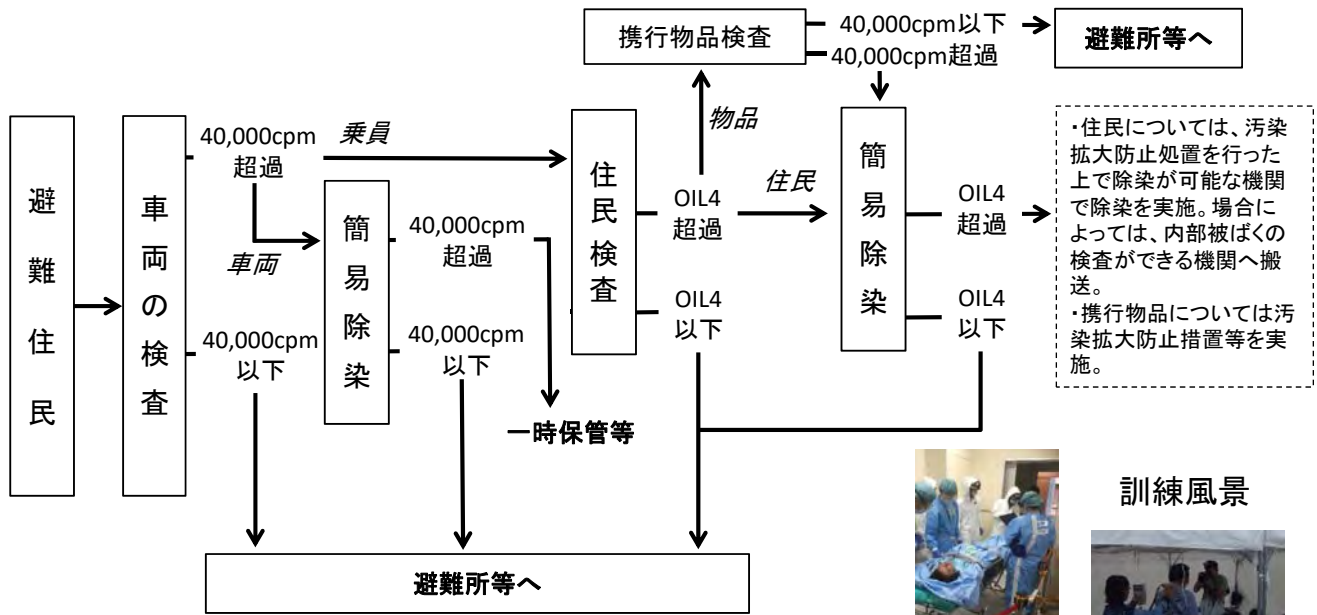 避難住民
車両の検査
40,000cpm
超過
乗員
車両
40,000cpm
以下
簡易除染
40,000cpm
超過
40,000cpm
以下
一時保管等
住民検査
OIL4
超過
物品
住民
OIL4
以下
携行物品検査
40,000cpm以下
40,000cpm超過
避難所等へ
簡易除染
OIL4
超過
OIL4
以下
・住民については、汚染
拡大防止処置を行った
上で除染が可能な機関
で除染を実施。場合に
よっては、内部被ばくの
検査ができる機関へ搬
送。
・携行物品については汚
染拡大防止措置等を実
施。
避難所等へ
訓練風景